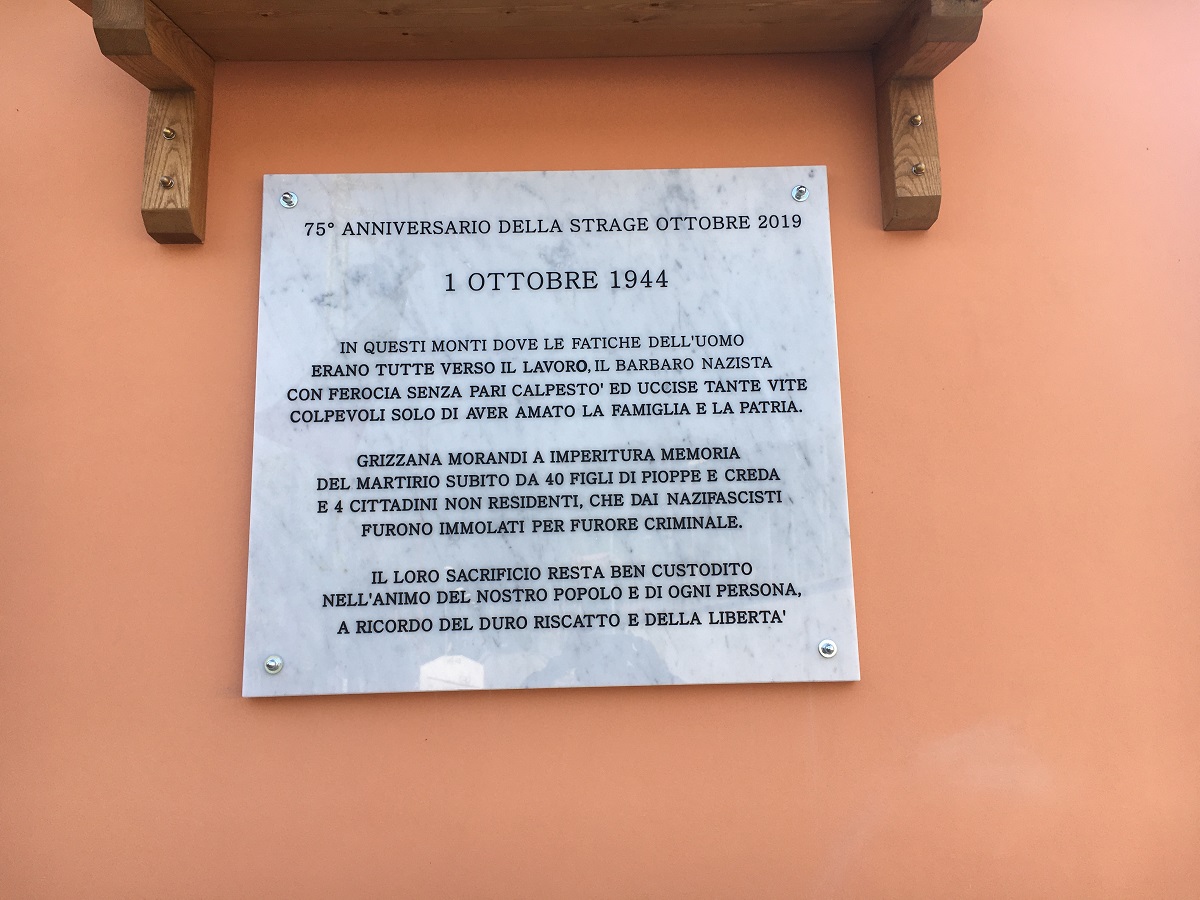 75° ANNIVERSARIO DELLA STRAGE OTTOBRE 2019
1 OTTOBRE 1944
IN QUESTI MONTI DOVE LE FATICHE DELL'UOMO
ERANO TUTTE VERSO IL LAVORO, IL BARBARO NAZISTA
CON FEROCIA SENZA PARI CALPESTO' ED UCCISE TANTE VITE
COLPEVOLI SOLO DI AVER AMATO LA FAMIGLIA E LA PATRIA.
GRIZZANA MORANDI A IMPERITURA MEMORIA
DEL MARTIRIO SUBITO DA 40 FIGLI DI PIOPPE E CREDA
E 4 CITTADINI NON RESIDENTI, CHE DAI NAZIFASCISTI
FURONO IMMOLATI PER FURORE CRIMINALE.
IL LORO SACRIFICIO RESTA BEN CUSTODITO
NELL'ANIMO DEL NOSTRO POPOLO E DI OGNI PERSONA,
A RICORDO DEL DURO RISCATTO E DELLA LIBERTA'